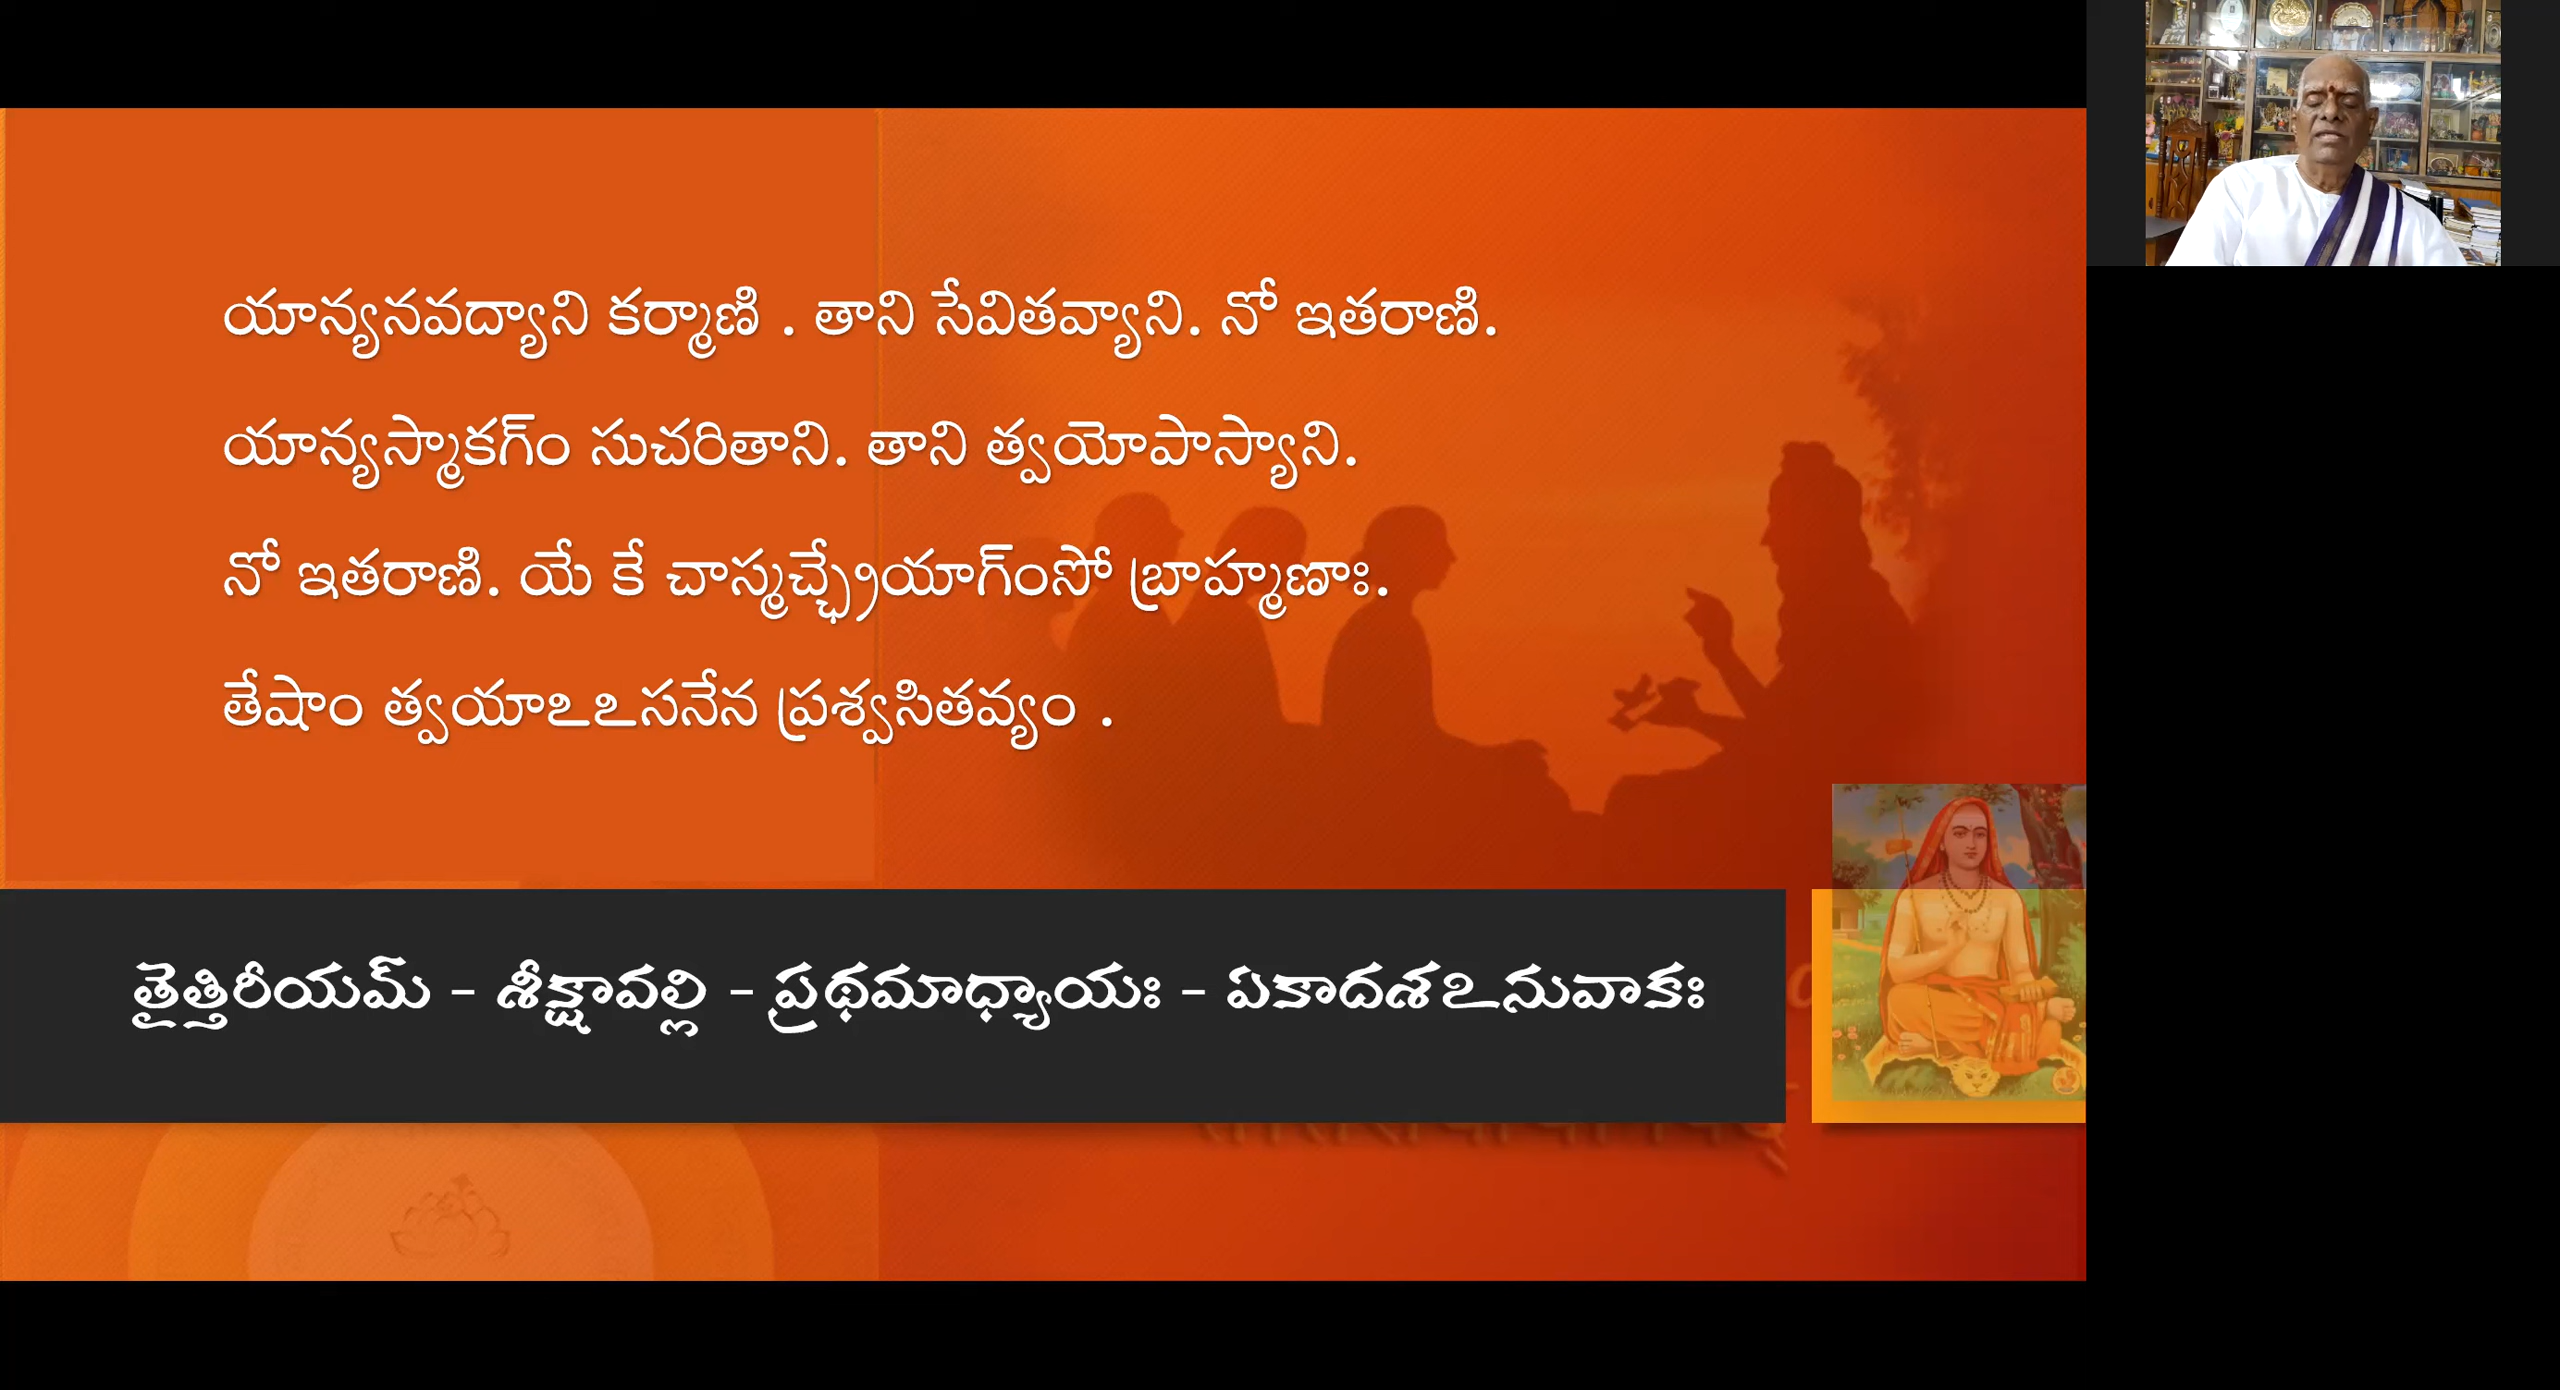 యాన్యనవద్యాని కర్మాణి . తాని సేవితవ్యాని. నో ఇతరాణి.
యాన్యస్మాకగ్‌ం సుచరితాని. తాని త్వయోపాస్యాని.
నో ఇతరాణి. యే కే చాస్మచ్ఛ్రేయాగ్‌ంసో బ్రాహ్మణాః.
తేషాం త్వయాఽఽసనేన ప్రశ్వసితవ్యం .
తైత్తిరీయమ్ - శీక్షావల్లి - ప్రథమాధ్యాయః - ఏకాదశఽనువాకః